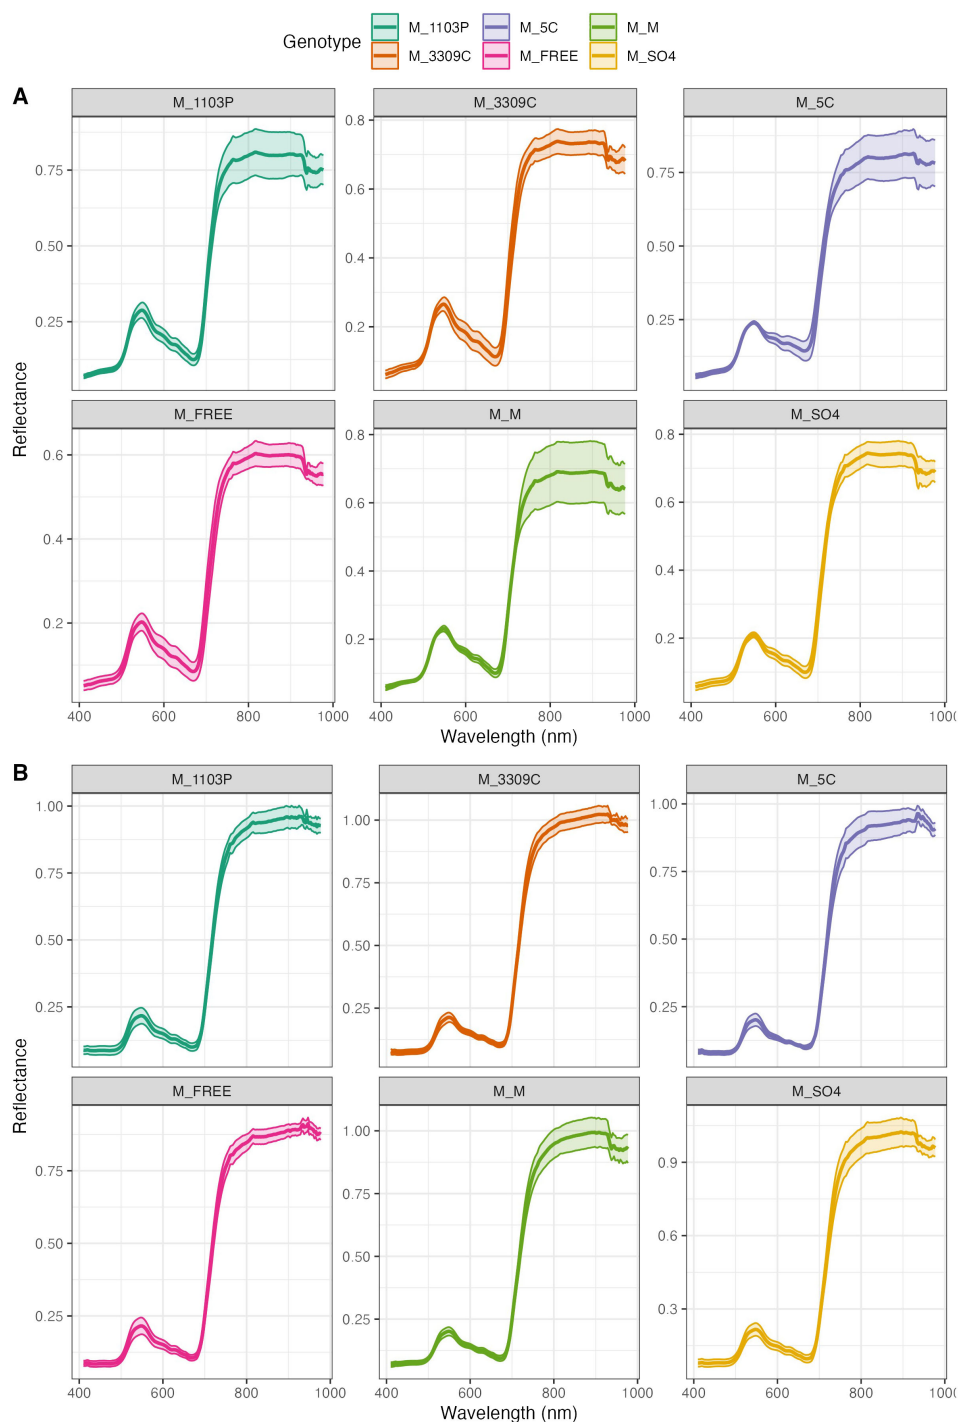 Genotype
M_1103P M_5C M_M
M_3309C M_FREE M_SO4
A
M_1103P M_3309C M_5C
0.75 0.50 0.25
0.8 0.6 0.4 0.2
0.75 0.50 0.25
Reflectance
M_FREE M_M M_SO4
0.6 0.4 0.2
0.8 0.6 0.4 0.2
0.8 0.6 0.4 0.2
400 600 800 1000 400 600 800 1000 400 600 800 1000
Wavelength (nm)
B
M_1103P M_3309C M_5C
1.00 0.75 0.50 0.25
1.00 0.75 0.50 0.25
1.00 0.75 0.50 0.25
Reflectance
M_FREE M_M M_SO4
0.75 0.50 0.25
1.00 0.75 0.50 0.25
0.9 0.6 0.3
400 600 800 1000 400 600 800 1000 400 600 800 1000
Wavelength (nm)